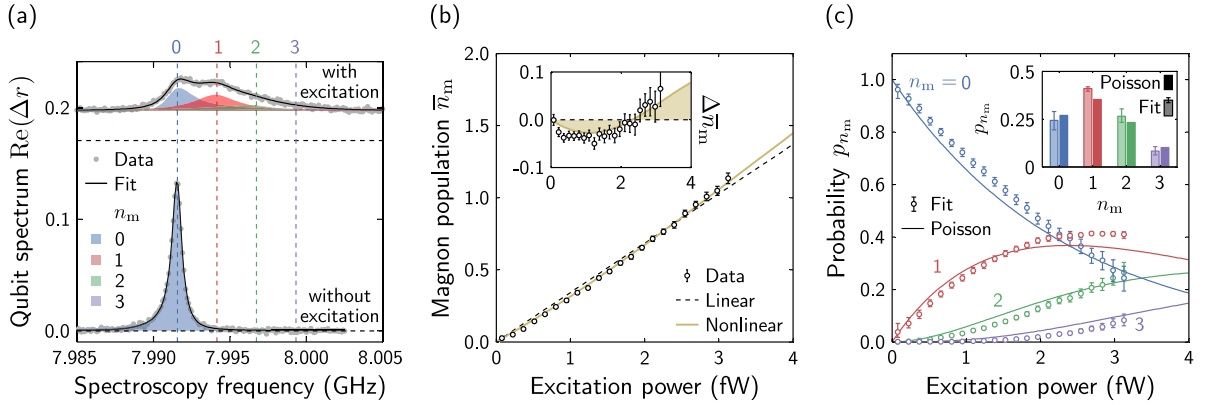 (a)
0 1 2 3
with
excitation
0.2
Data
Fit
n_m
0
1
2
3
0.1
without
excitation
0.0
7.985 7.990 7.995 8.000 8.005
Spectroscopy frequency (GHz)
Qubit spectrum Re(Δr)
(b)
2.0
1.5
1.0
0.5
0.0
0 1 2 3 4
Excitation power (fW)
Magnon population n̅_m
0.1
0.0
-0.1
0 2 4
Δn̅_m
Data
Linear
Nonlinear
(c)
1.0
0.8
0.6
0.4
0.2
0.0
0 1 2 3 4
Excitation power (fW)
Probability p_{n_m}
n_m = 0
1
2
3
Fit
Poisson
0.5
0.25
0
0 1 2 3
n_m
p_{n_m}
Poisson
Fit